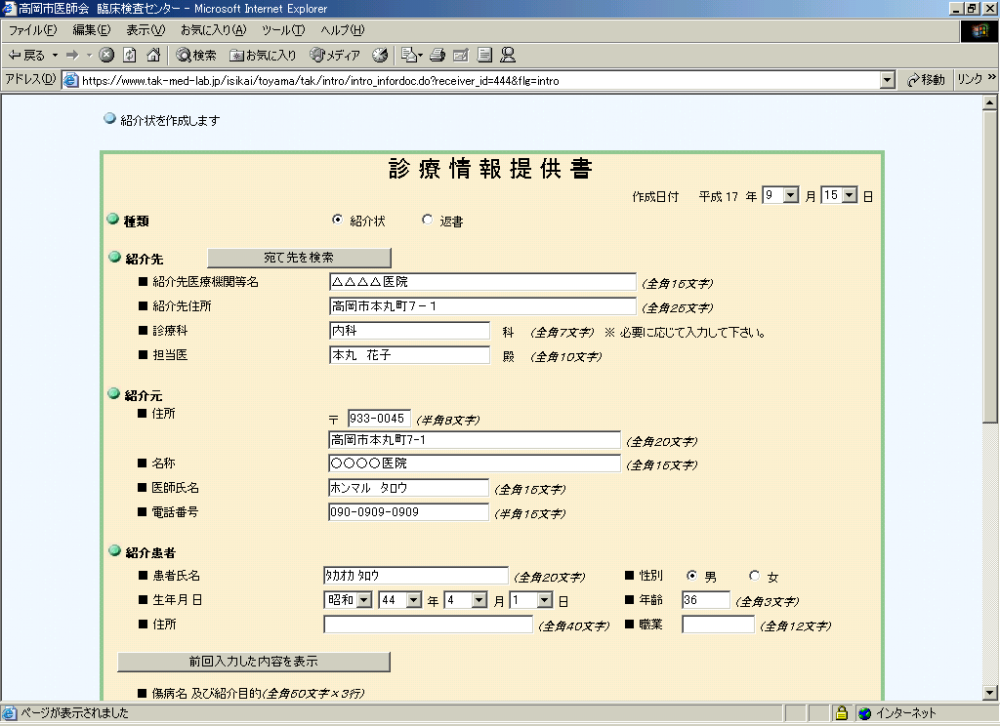 高岡市医師会 臨床検査センター - Microsoft Internet Explorer
ファイル(F) 編集(E) 表示(V) お気に入り(A) ツール(T) ヘルプ(H)
戻る 検索 お気に入り メディア
アドレス(D) https://www.tak-med-lab.jp/isikai/toyama/tak/intro/intro_infordoc.do?receiver_id=444&flg=intro 移動 リンク »
紹介状を作成します
診療情報提供書
作成日付 平成 17 年 9 月 15 日
種類 紹介状 返書
紹介先 宛て先を検索
■ 紹介先医療機関等名 △△△△医院 (全角15文字)
■ 紹介先住所 高岡市本丸町7－1 (全角25文字)
■ 診療科 内科 科 (全角7文字) ※ 必要に応じて入力して下さい。
■ 担当医 本丸 花子 殿 (全角10文字)
紹介元
■ 住所
〒 933-0045 (半角8文字)
高岡市本丸町7-1 (全角20文字)
■ 名称 ○○○○医院 (全角15文字)
■ 医師氏名 ホンマル タロウ (全角15文字)
■ 電話番号 090-0909-0909 (半角15文字)
紹介患者
■ 患者氏名 ﾀｶｵｶ ﾀﾛｳ (全角20文字) ■ 性別 男 女
■ 生年月日 昭和 44 年 4 月 1 日 ■ 年齢 36 (全角3文字)
■ 住所 (全角40文字) ■ 職業 (全角12文字)
前回入力した内容を表示
■ 傷病名 及び紹介目的(全角50文字×3行)
ページが表示されました インターネット